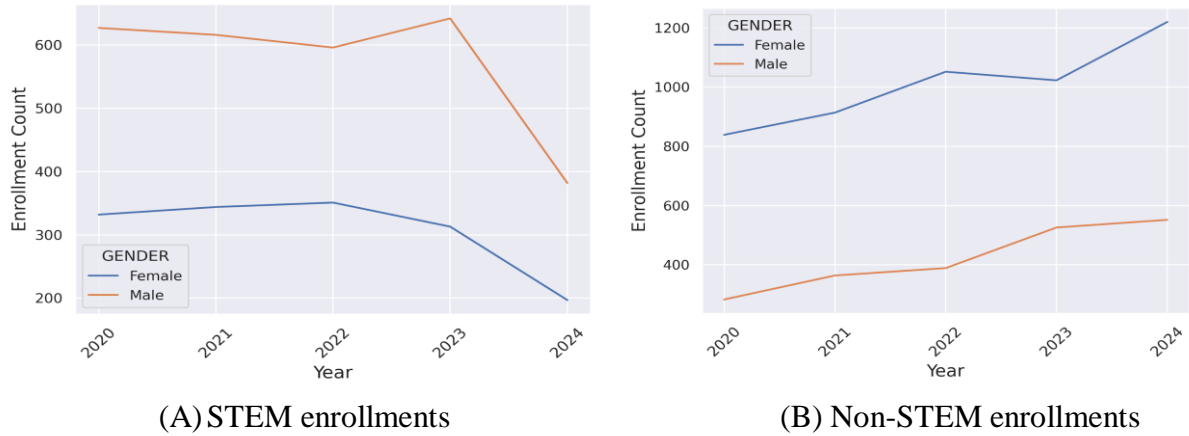 600
500
400
300
200
Enrollment Count
GENDER
Female
Male
2020
2021
2022
2023
2024
Year
(A) STEM enrollments
1200
1000
800
600
400
Enrollment Count
GENDER
Female
Male
2020
2021
2022
2023
2024
Year
(B) Non-STEM enrollments